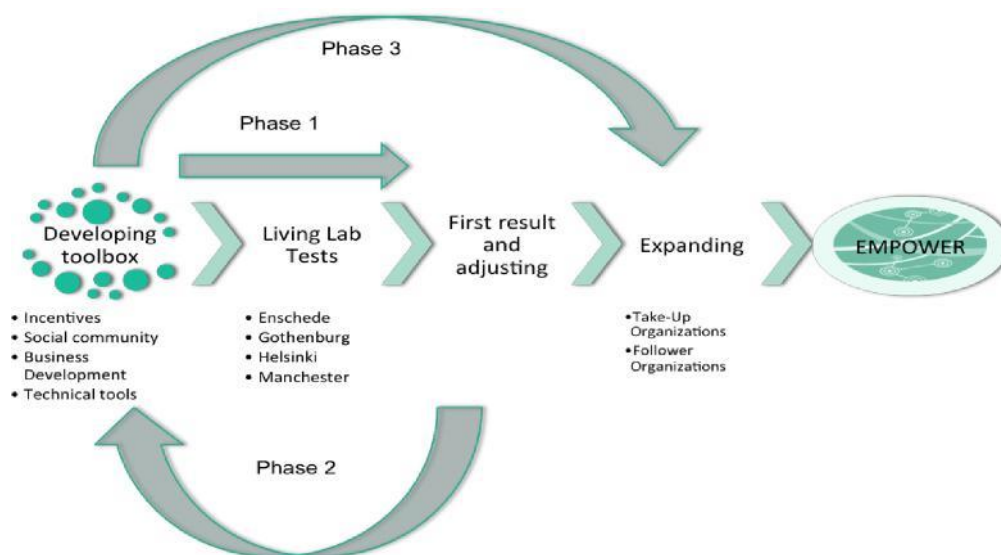 Phase 3
Phase 1
Developing
toolbox
Living Lab
Tests
First result
and
adjusting
Expanding
EMPOWER
• Incentives
• Social community
• Business
Development
• Technical tools
• Enschede
• Gothenburg
• Helsinki
• Manchester
•Take-Up
Organizations
•Follower
Organizations
Phase 2